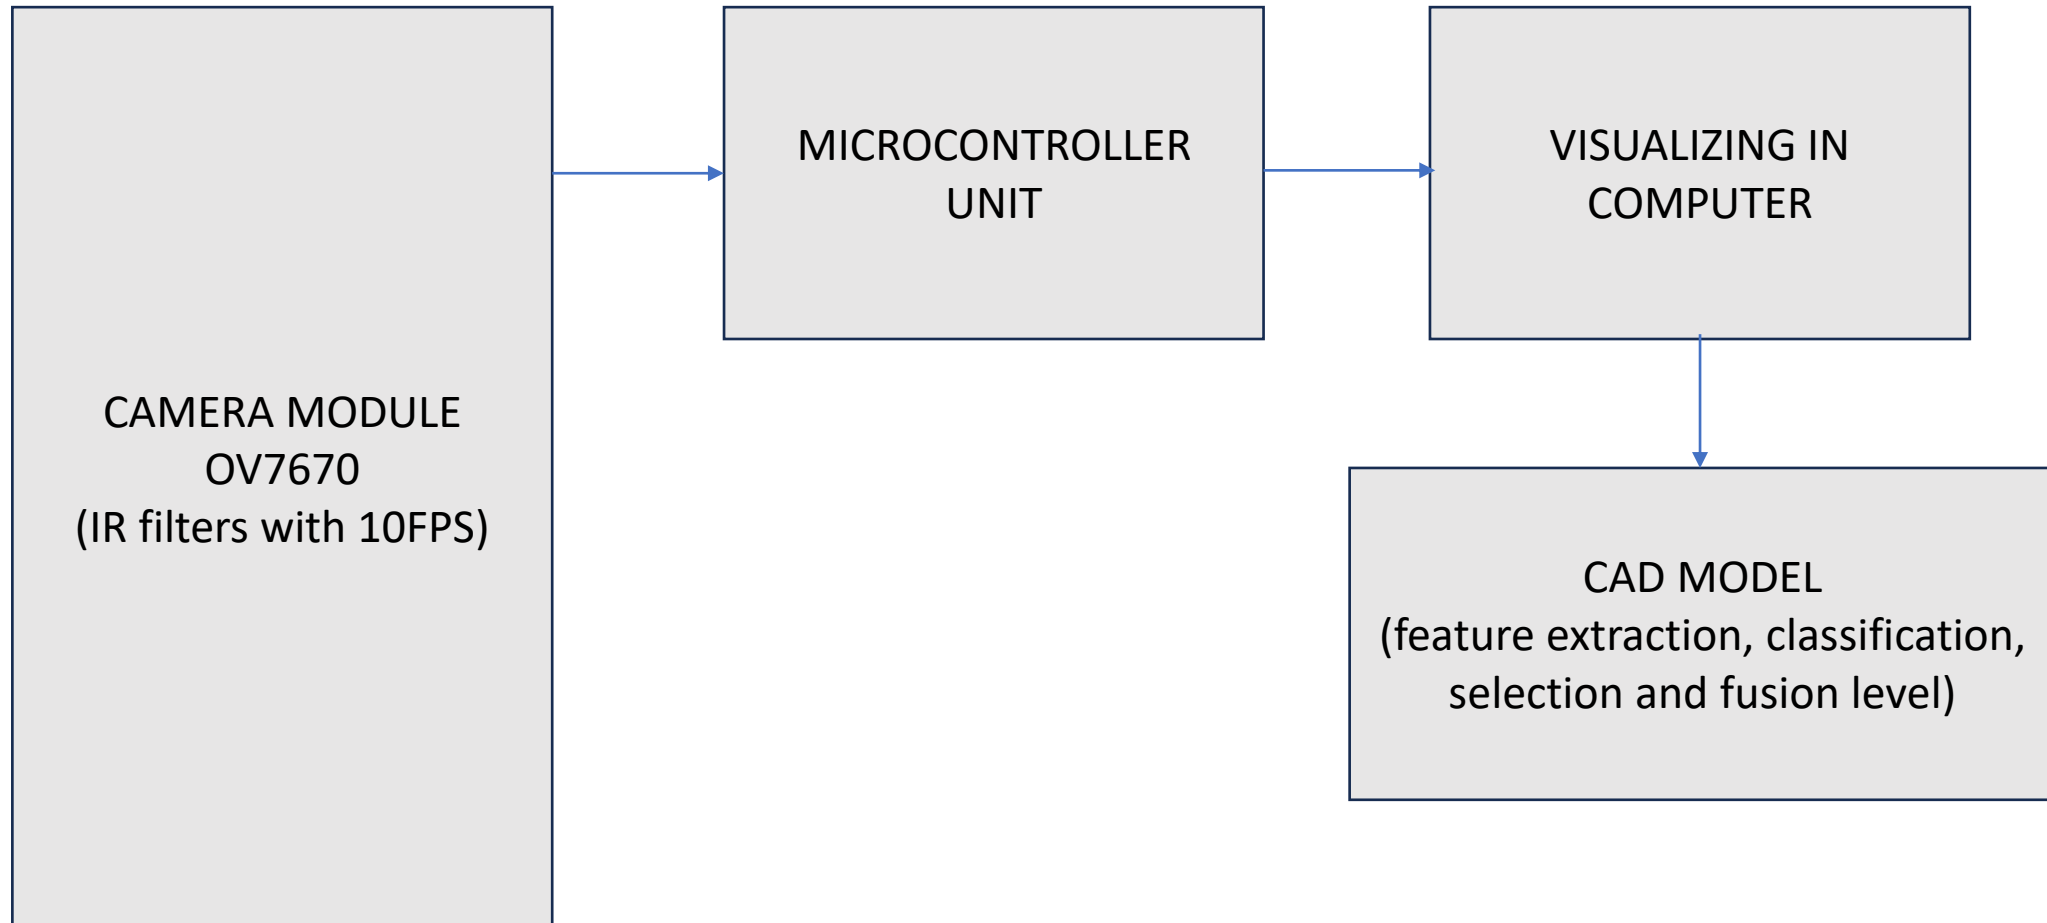 CAMERA MODULE
OV7670
(IR filters with 10FPS)
MICROCONTROLLER
UNIT
VISUALIZING IN
COMPUTER
CAD MODEL
(feature extraction, classification,
selection and fusion level)